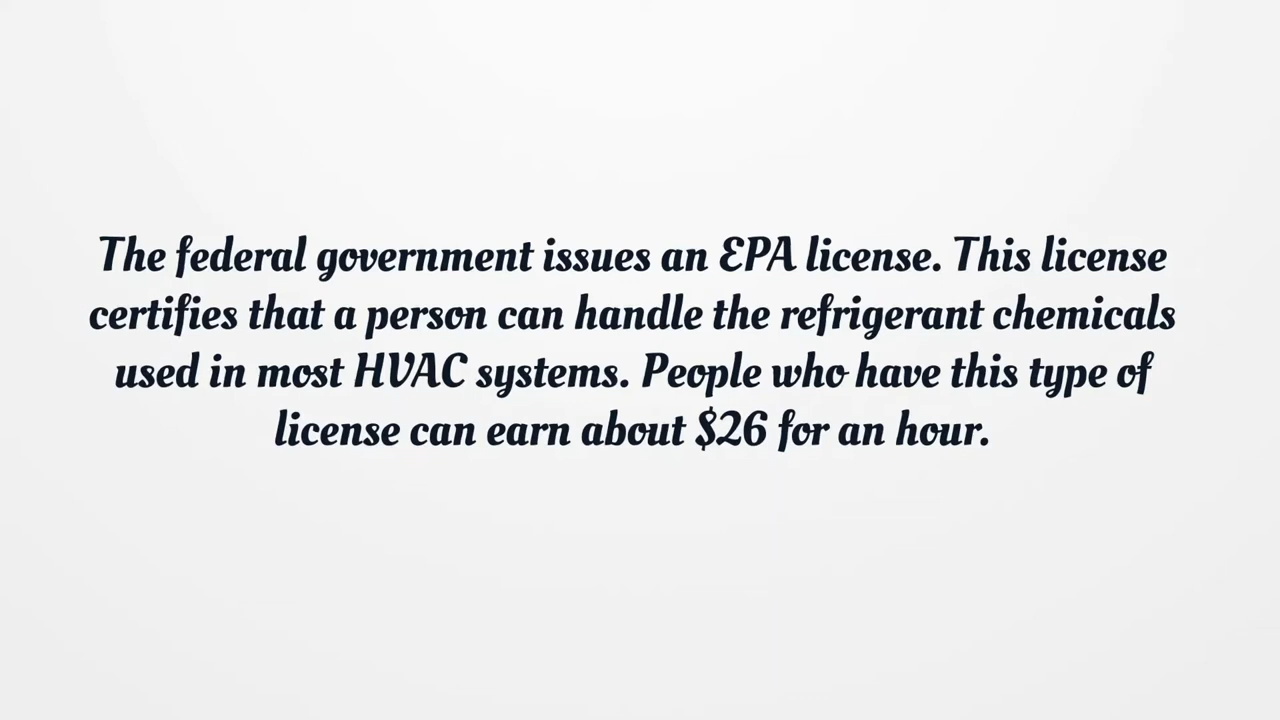 The federal government issues an EPA license. This license
certifies that a person can handle the refrigerant chemicals
used in most HVAC systems. People who have this type of
license can earn about $26 for an hour.